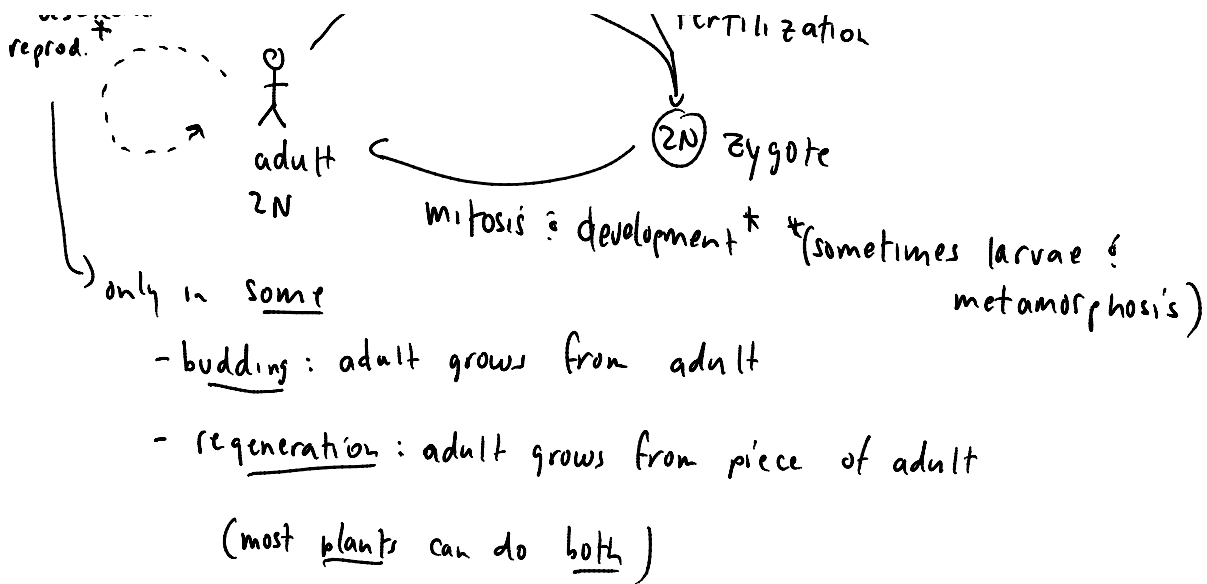 reprod.*
fertilization
2N zygote
adult
2N
mitosis & development* *(sometimes larvae &
metamorphosis)
only in some
- budding: adult grows from adult
- regeneration: adult grows from piece of adult
(most plants can do both)